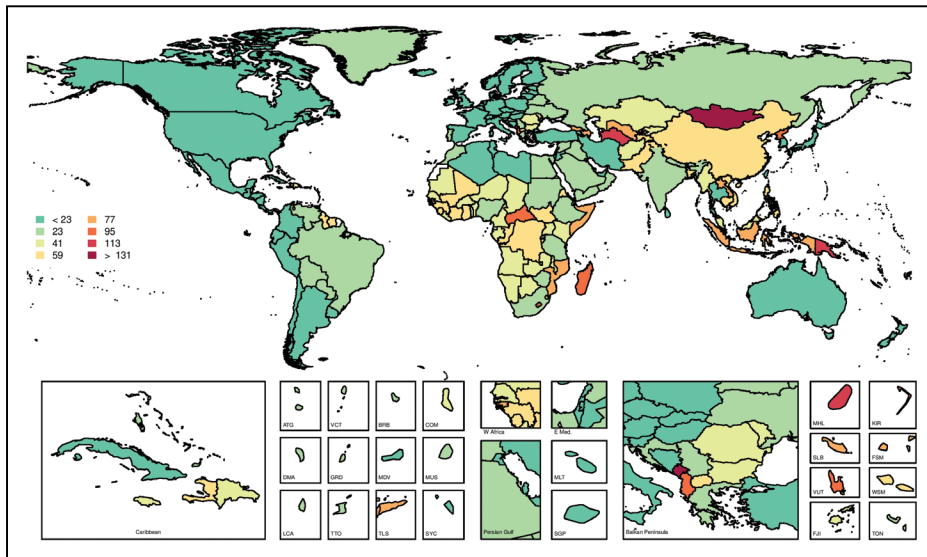 < 23 77
23 95
41 113
59 > 131
Caribbean
ATG VCT BRB COM
DMA GRD MDV MUS
LCA TTO TLS SYC
W Africa E Med.
Persian Gulf
MLT
SGP
Balkan Peninsula
MHL KIR
SLB FSM
VUT WSM
FJI TON